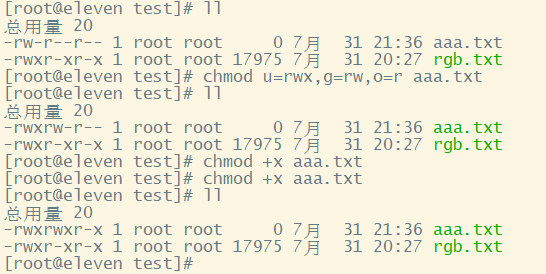 [root@eleven test]# ll
总用量 20
-rw-r--r-- 1 root root     0 7月  31 21:36 aaa.txt
-rwxr-xr-x 1 root root 17975 7月  31 20:27 rgb.txt
[root@eleven test]# chmod u=rwx,g=rw,o=r aaa.txt
[root@eleven test]# ll
总用量 20
-rwxrw-r-- 1 root root     0 7月  31 21:36 aaa.txt
-rwxr-xr-x 1 root root 17975 7月  31 20:27 rgb.txt
[root@eleven test]# chmod +x aaa.txt
[root@eleven test]# chmod +x aaa.txt
[root@eleven test]# ll
总用量 20
-rwxrwxr-x 1 root root     0 7月  31 21:36 aaa.txt
-rwxr-xr-x 1 root root 17975 7月  31 20:27 rgb.txt
[root@eleven test]#